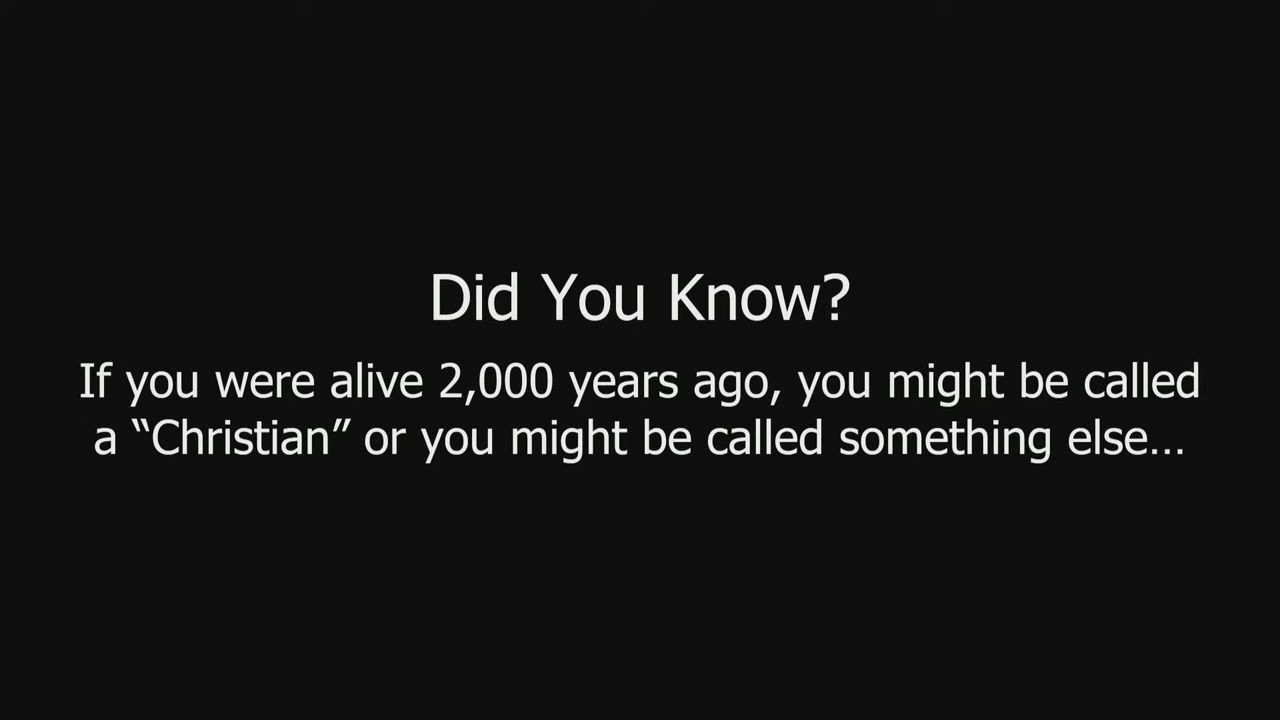 Did You Know?
If you were alive 2,000 years ago, you might be called
a “Christian” or you might be called something else…